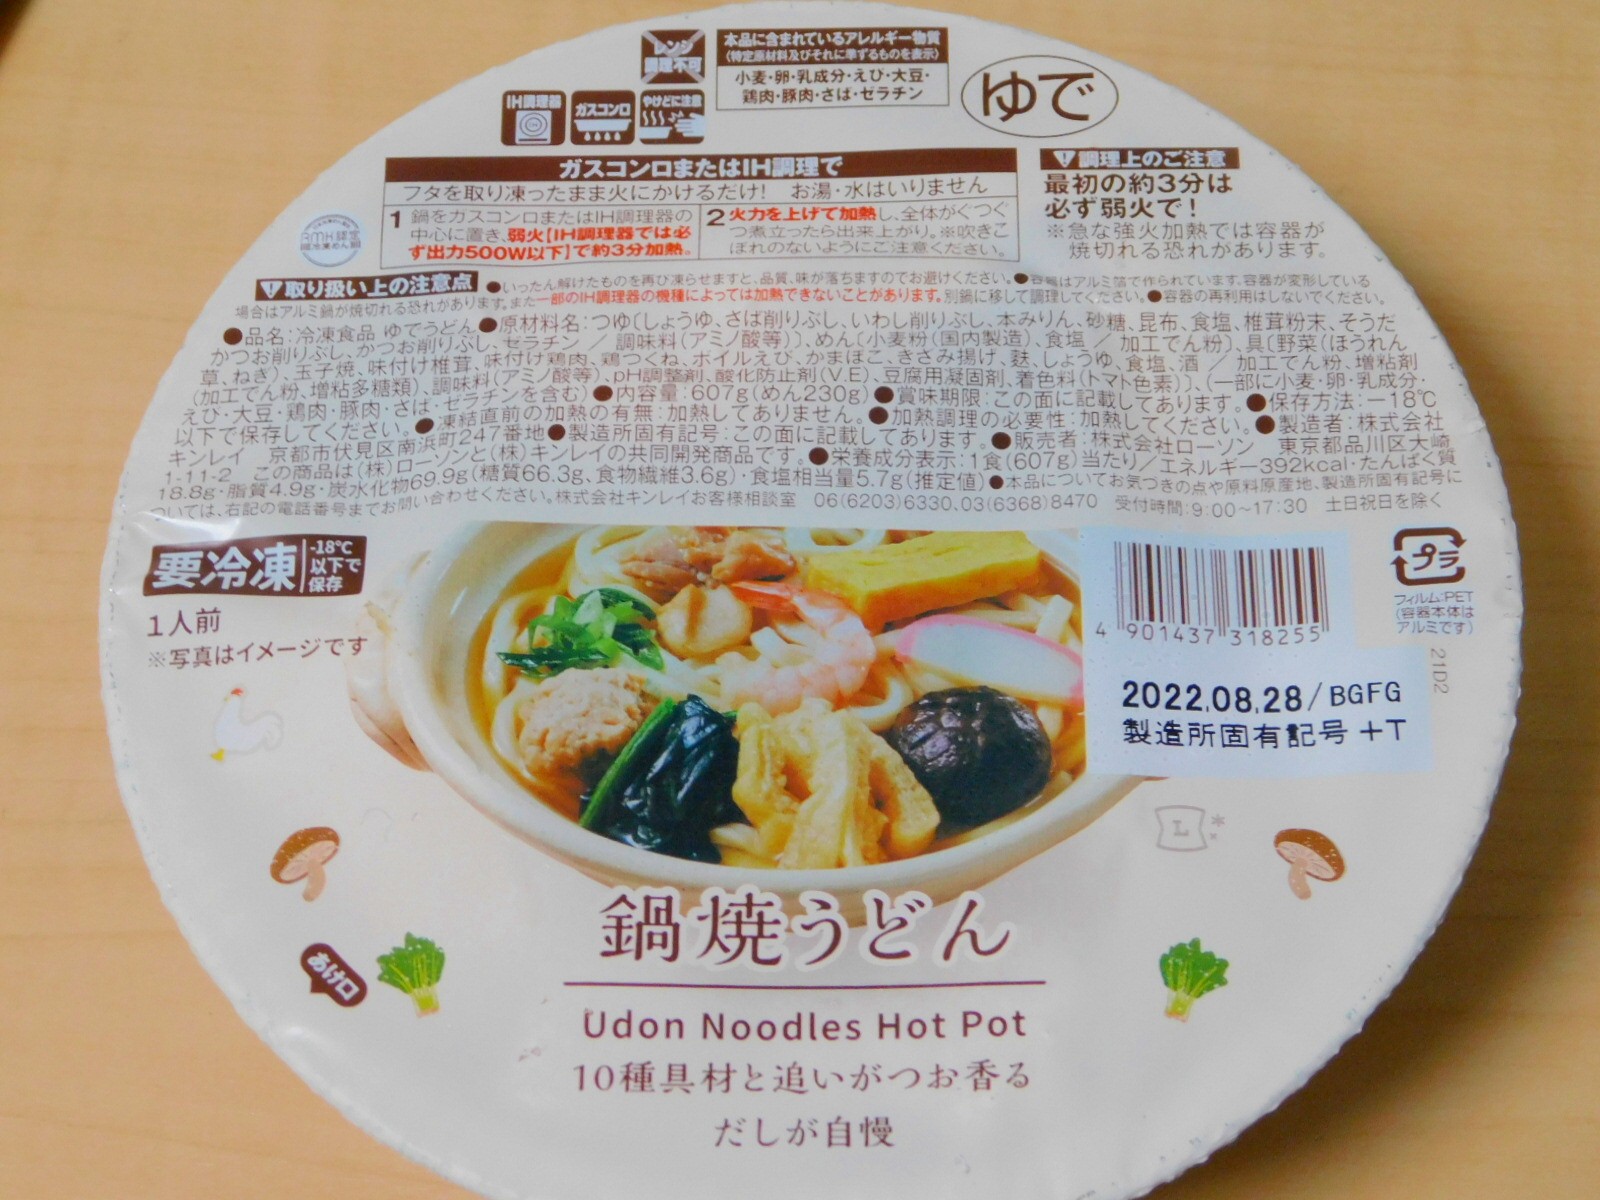 レンジ
調理不可
本品に含まれているアレルギー物質
(特定原材料及びそれに準ずるものを表示)
小麦・卵・乳成分・えび・大豆・
鶏肉・豚肉・さば・ゼラチン
ゆで
IH調理器
ガスコンロ
やけどに注意
ガスコンロまたはIH調理で
フタを取り凍ったまま火にかけるだけ! お湯・水はいりません
1 鍋をガスコンロまたはIH調理器の
中心に置き、弱火【IH調理器では必
ず出力500W以下】で約3分加熱。
2 火力を上げて加熱し、全体がぐつぐ
つ煮立ったら出来上がり。※吹きこ
ぼれのないようにご注意ください。
調理上のご注意
最初の約3分は
必ず弱火で!
※急な強火加熱では容器が
焼切れる恐れがあります。
RMK認定
取り扱い上の注意点 ●いったん解けたものを再び凍らせますと、品質、味が落ちますのでお避けください。●容器はアルミ箔で作られています。容器が変形している
場合はアルミ鍋が焼切れる恐れがあります。また一部のIH調理器の機種によっては加熱できないことがあります。別鍋に移して調理してください。●容器の再利用はしないでください。
●品名:冷凍食品 ゆでうどん●原材料名:つゆ〔しょうゆ、さば削りぶし、いわし削りぶし、本みりん、砂糖、昆布、食塩、椎茸粉末、そうだ
かつお削りぶし、かつお削りぶし、ゼラチン／調味料(アミノ酸等)〕、めん〔小麦粉(国内製造)、食塩／加工でん粉〕、具〔野菜(ほうれん
草、ねぎ)、玉子焼、味付け椎茸、味付け鶏肉、鶏つくね、ボイルえび、かまぼこ、きざみ揚げ、麩、しょうゆ、食塩、酒／加工でん粉、増粘剤
(加工でん粉、増粘多糖類)、調味料(アミノ酸等)、pH調整剤、酸化防止剤(V.E)、豆腐用凝固剤、着色料(トマト色素)〕、(一部に小麦・卵・乳成分・
えび・大豆・鶏肉・豚肉・さば・ゼラチンを含む)●内容量:607g(めん230g)●賞味期限:この面に記載してあります。●保存方法:－18℃
以下で保存してください。●凍結直前の加熱の有無:加熱してありません。●加熱調理の必要性:加熱してください。●製造者:株式会社
キンレイ 京都市伏見区南浜町247番地●製造所固有記号:この面に記載してあります。●販売者:株式会社ローソン 東京都品川区大崎
1-11-2 この商品は(株)ローソンと(株)キンレイの共同開発商品です。●栄養成分表示:1食(607g)当たり/エネルギー392kcal・たんぱく質
18.8g・脂質4.9g・炭水化物69.9g(糖質66.3g、食物繊維3.6g)・食塩相当量5.7g(推定値)●本品についてお気づきの点や原料原産地、製造所固有記号に
ついては、右記の電話番号までお問い合わせください。株式会社キンレイお客様相談室 06(6203)6330、03(6368)8470 受付時間:9:00～17:30 土日祝日を除く
要冷凍
-18℃
以下で
保存
1人前
※写真はイメージです
4 901437 318255
2022.08.28/BGFG
製造所固有記号 +T
プラ
フィルム:PET
(容器本体は
アルミです)
21D2
L
あけ口
鍋焼うどん
Udon Noodles Hot Pot
10種具材と追いがつお香る
だしが自慢